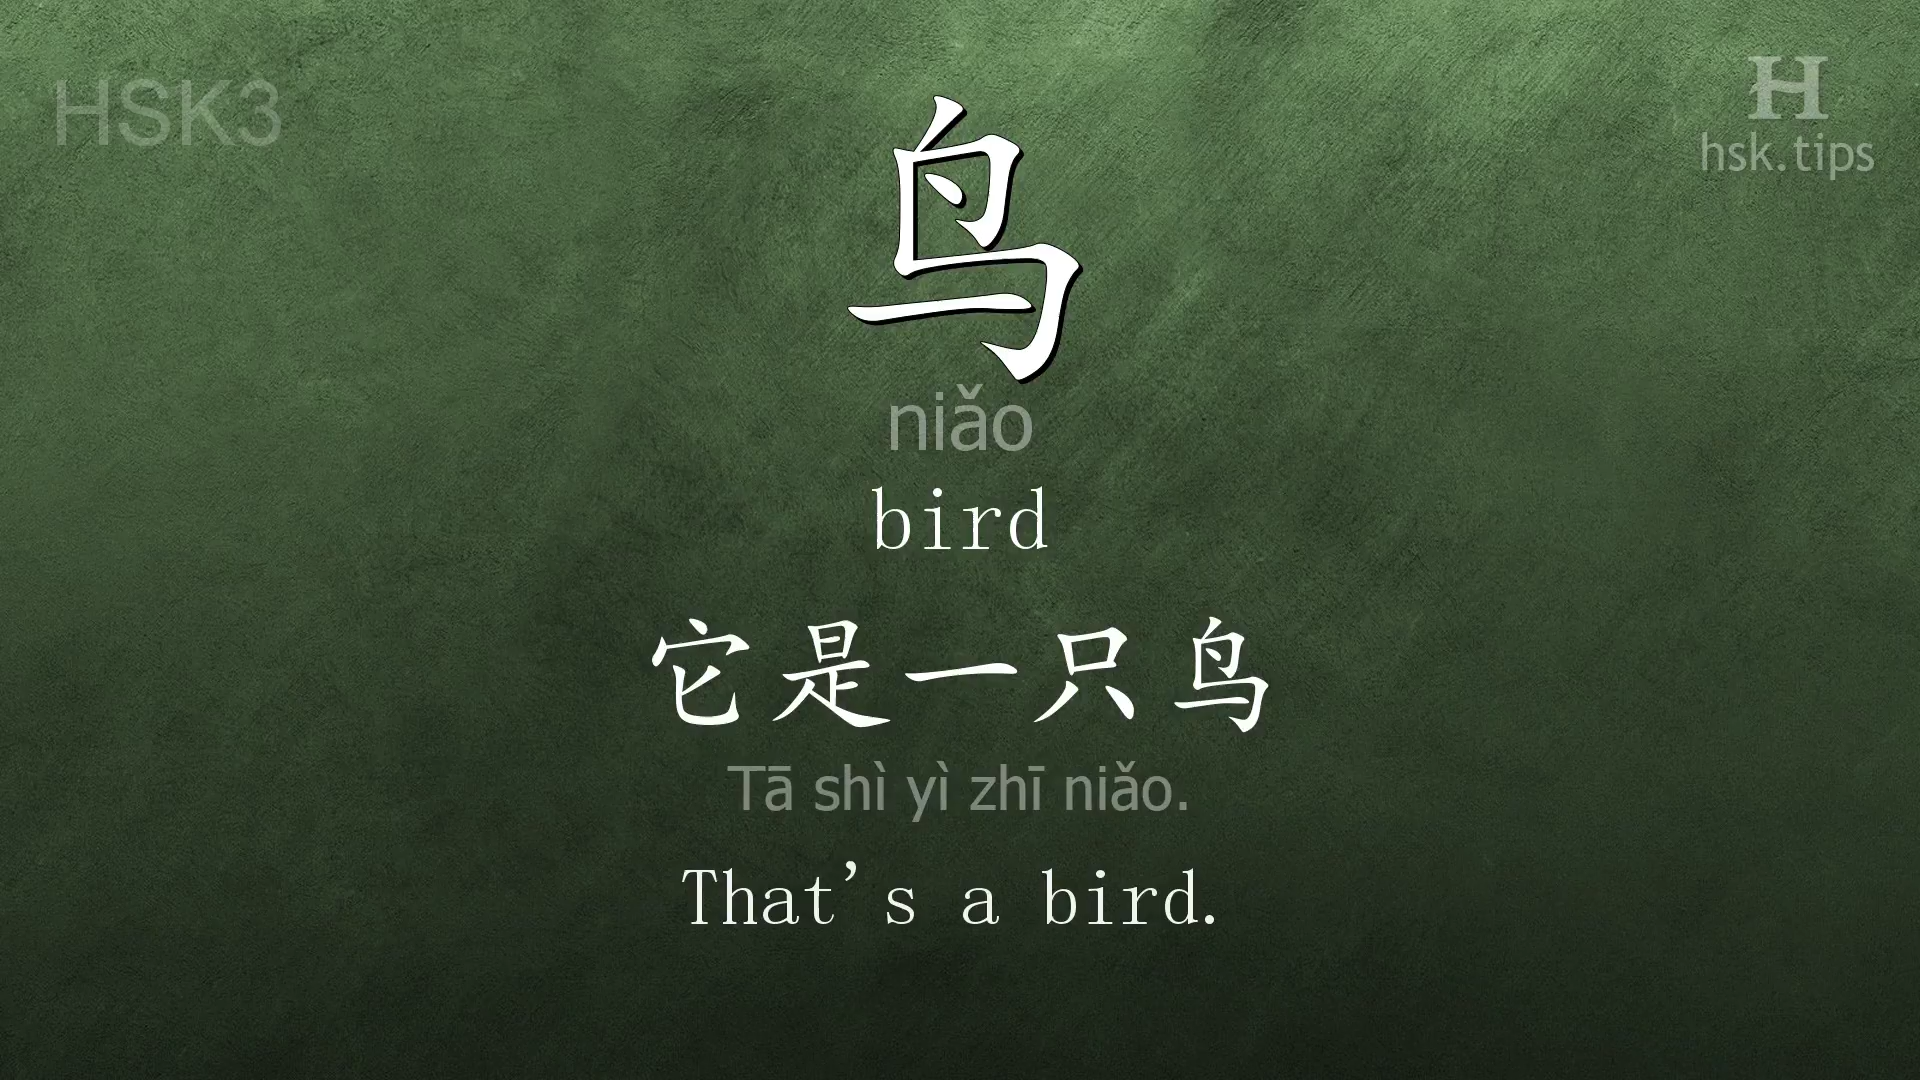 HSK3
H
hsk.tips
鸟
niǎo
bird
它是一只鸟
Tā shì yì zhī niǎo.
That's a bird.